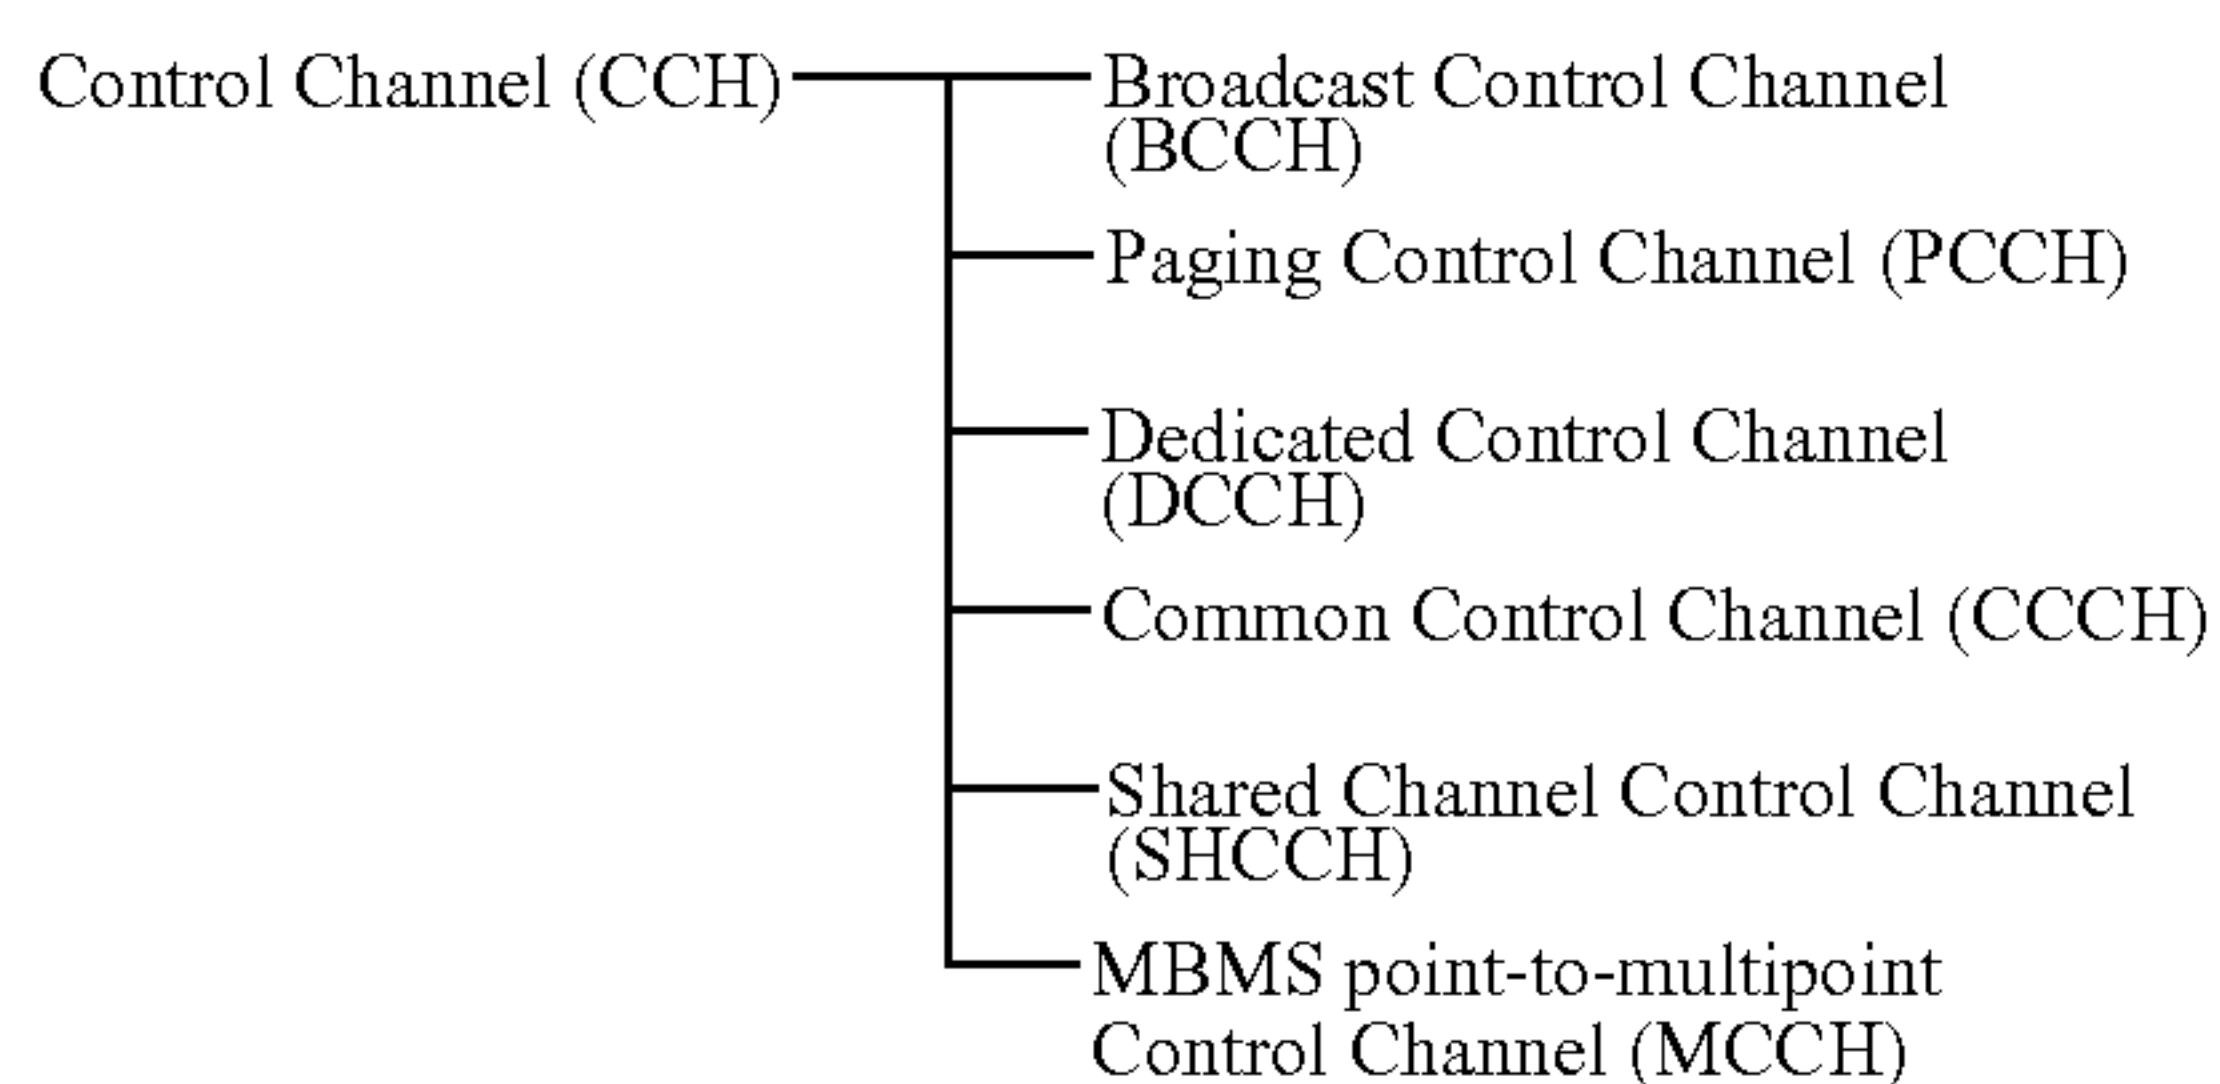 Control Channel (CCH)
Broadcast Control Channel
(BCCH)
Paging Control Channel (PCCH)
Dedicated Control Channel
(DCCH)
Common Control Channel (CCCH)
Shared Channel Control Channel
(SHCCH)
MBMS point-to-multipoint
Control Channel (MCCH)